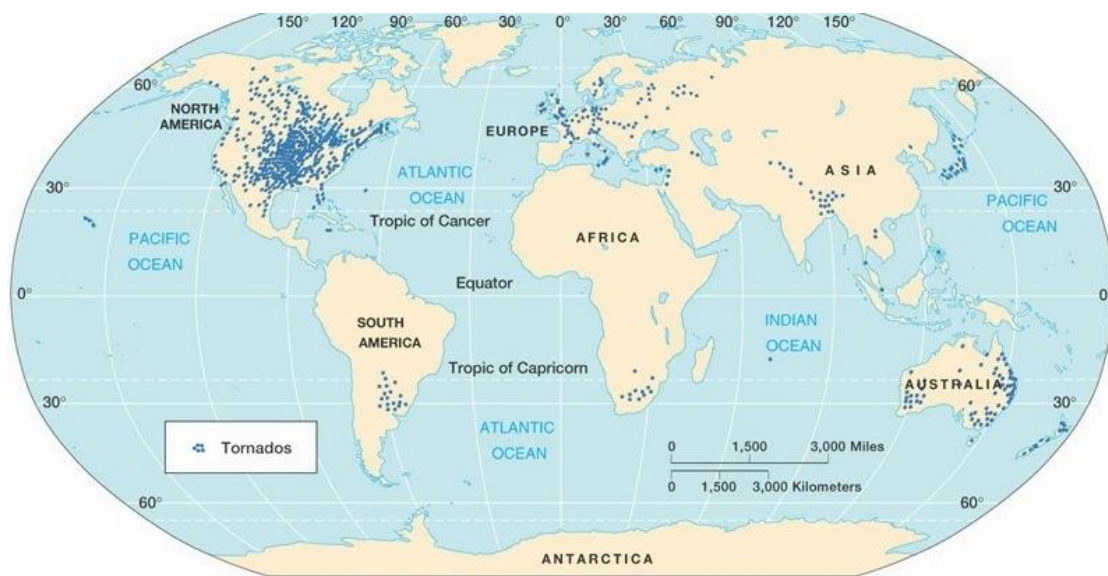 150° 120° 90° 60° 30° 0° 30° 60° 90° 120° 150°
60°
60°
NORTH
AMERICA
EUROPE
ASIA
ATLANTIC
OCEAN
30°
30°
PACIFIC
OCEAN
Tropic of Cancer
PACIFIC
OCEAN
AFRICA
Equator
0°
0
SOUTH
AMERICA
INDIAN
OCEAN
Tropic of Capricorn
AUSTRALIA
30°
30°
ATLANTIC
OCEAN
Tornados
0 1,500 3,000 Miles
0 1,500 3,000 Kilometers
60°
60°
ANTARCTICA